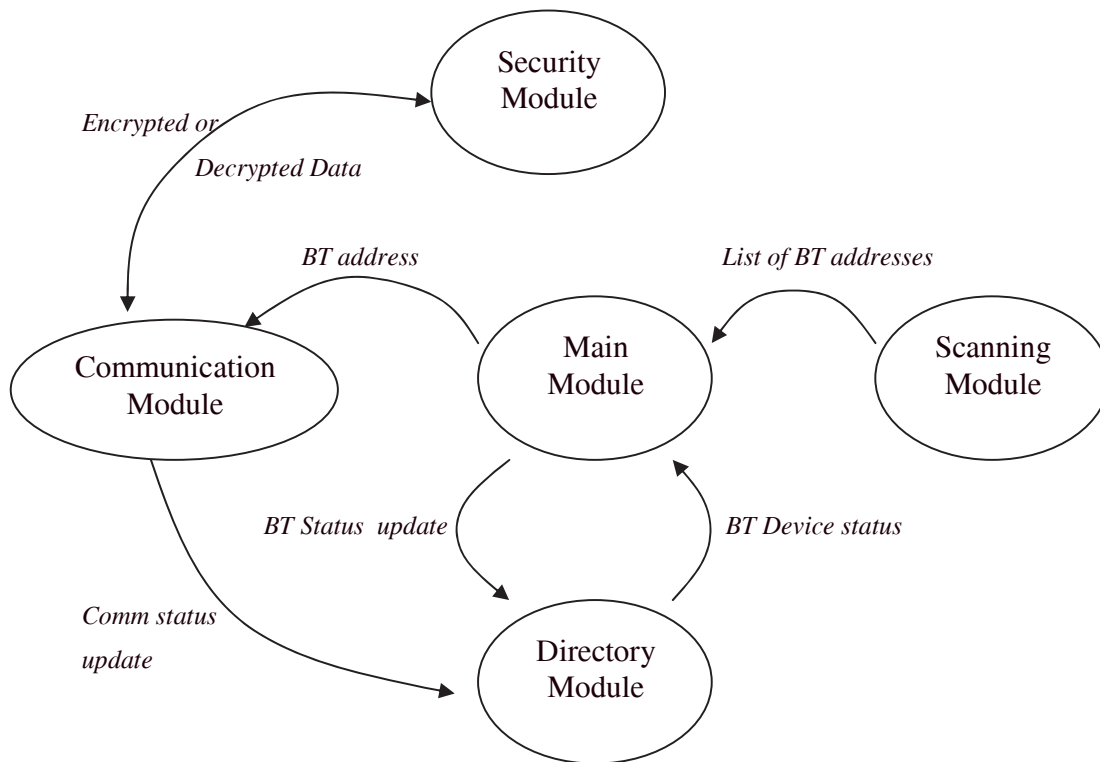 Security
Module
Encrypted or
Decrypted Data
BT address
List of BT addresses
Communication
Module
Main
Module
Scanning
Module
BT Status  update
BT Device status
Comm status
update
Directory
Module